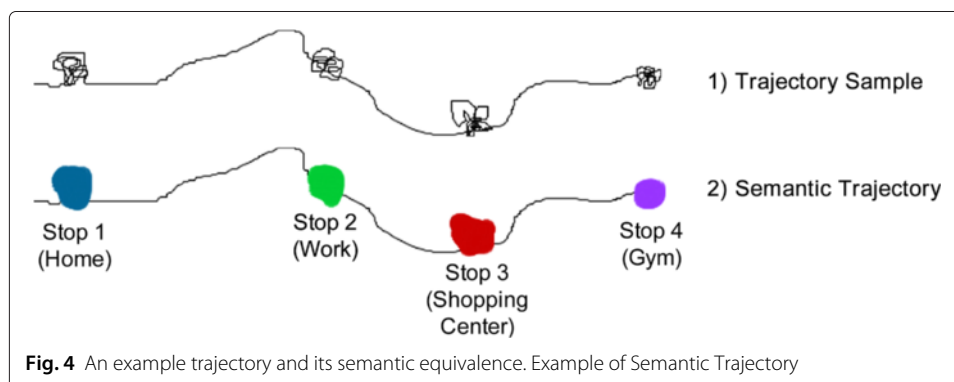 1) Trajectory Sample
2) Semantic Trajectory
Stop 1
(Home)
Stop 2
(Work)
Stop 3
(Shopping
Center)
Stop 4
(Gym)
Fig. 4 An example trajectory and its semantic equivalence. Example of Semantic Trajectory